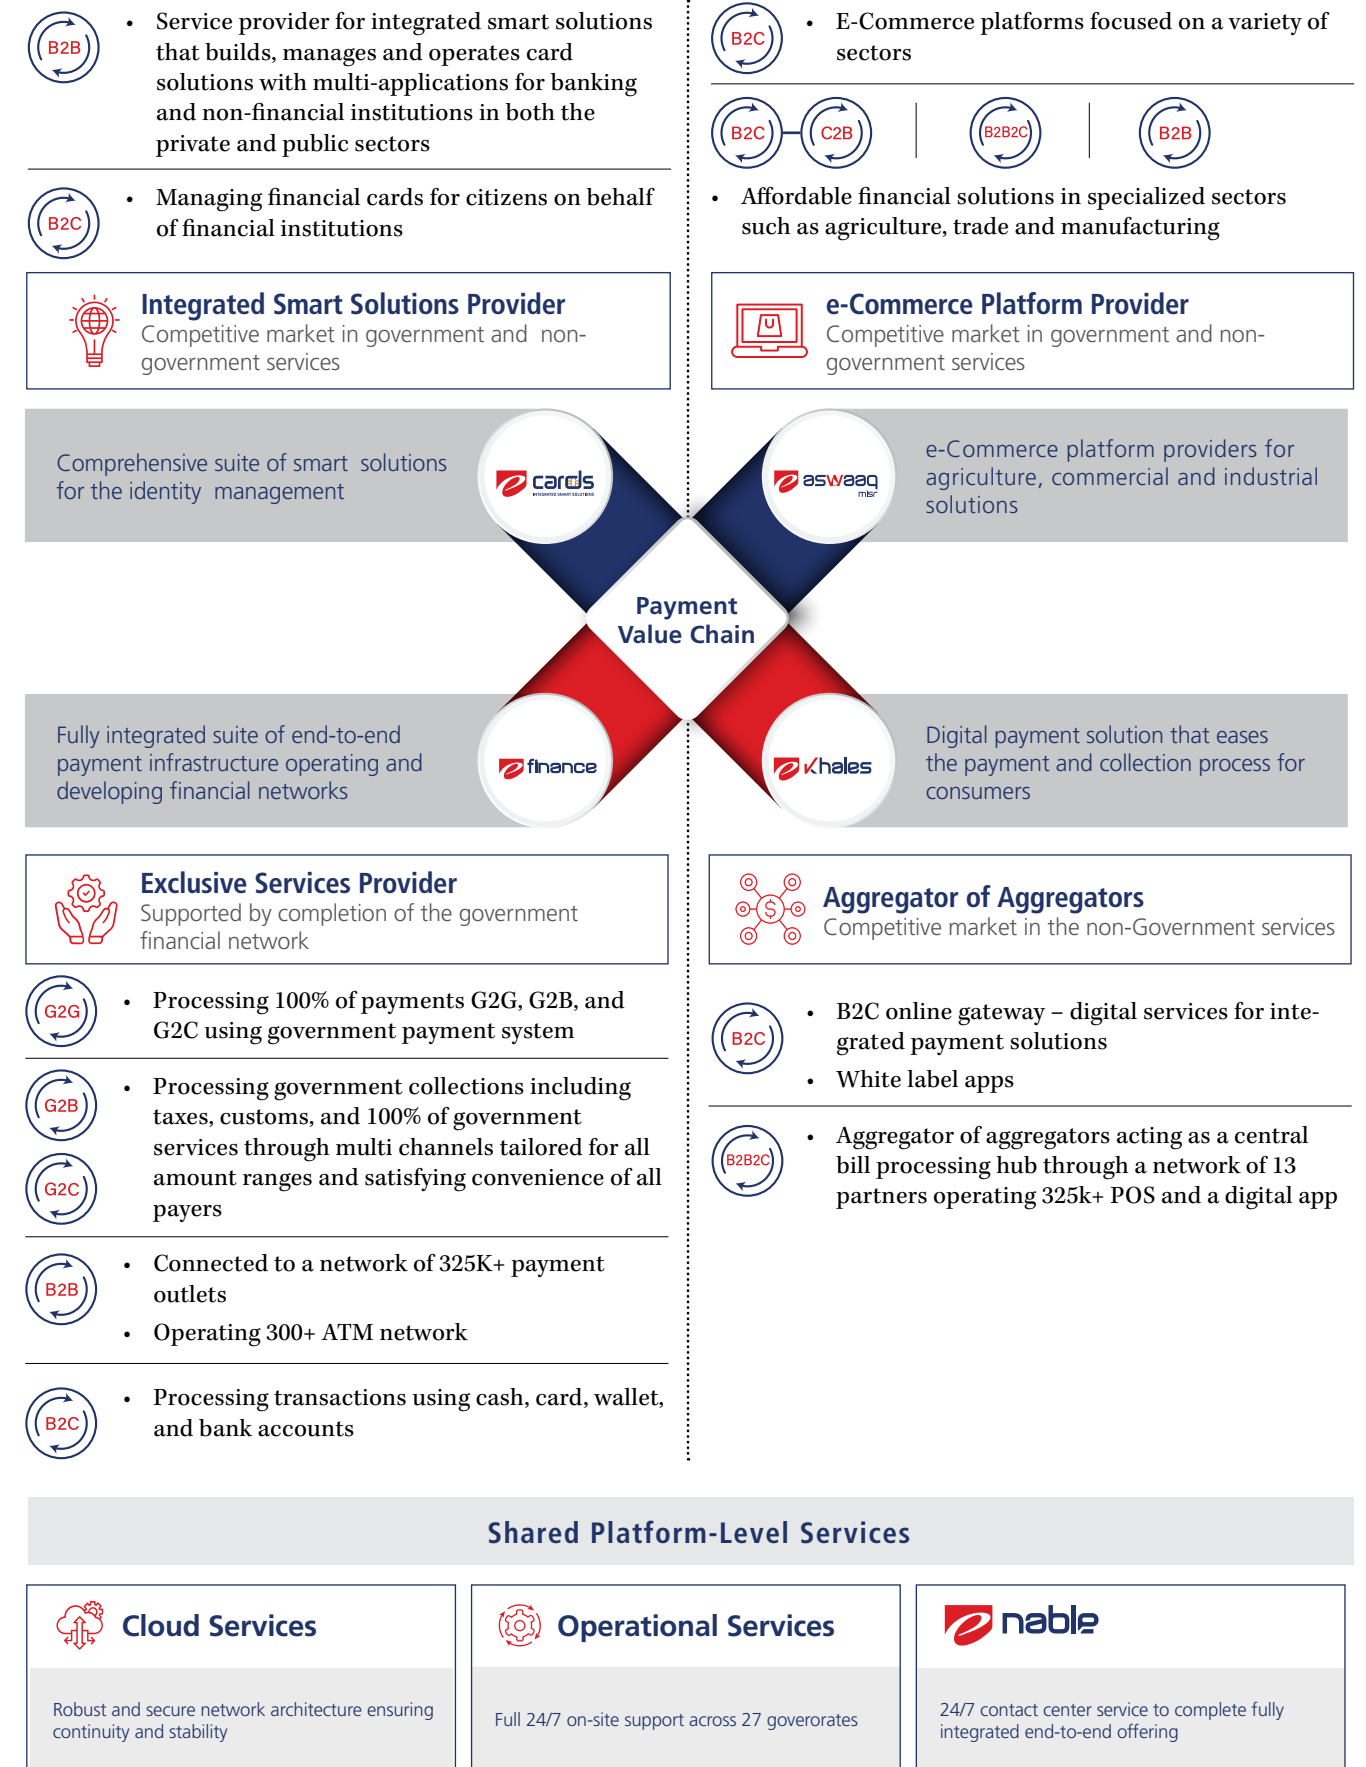 B2B
• Service provider for integrated smart solutions
that builds, manages and operates card
solutions with multi-applications for banking
and non-financial institutions in both the
private and public sectors
B2C
• Managing financial cards for citizens on behalf
of financial institutions
Integrated Smart Solutions Provider
Competitive market in government and non-
government services
B2C
• E-Commerce platforms focused on a variety of
sectors
B2C C2B B2B2C B2B
• Affordable financial solutions in specialized sectors
such as agriculture, trade and manufacturing
e-Commerce Platform Provider
Competitive market in government and non-
government services
Comprehensive suite of smart solutions
for the identity management
e cards
INTEGRATED SMART SOLUTIONS
e aswaaq
misr
e-Commerce platform providers for
agriculture, commercial and industrial
solutions
Payment
Value Chain
Fully integrated suite of end-to-end
payment infrastructure operating and
developing financial networks
e finance
e khales
Digital payment solution that eases
the payment and collection process for
consumers
Exclusive Services Provider
Supported by completion of the government
financial network
G2G
• Processing 100% of payments G2G, G2B, and
G2C using government payment system
G2B
G2C
• Processing government collections including
taxes, customs, and 100% of government
services through multi channels tailored for all
amount ranges and satisfying convenience of all
payers
B2B
• Connected to a network of 325K+ payment
outlets
• Operating 300+ ATM network
B2C
• Processing transactions using cash, card, wallet,
and bank accounts
Aggregator of Aggregators
Competitive market in the non-Government services
B2C
• B2C online gateway – digital services for inte-
grated payment solutions
• White label apps
B2B2C
• Aggregator of aggregators acting as a central
bill processing hub through a network of 13
partners operating 325k+ POS and a digital app
Shared Platform-Level Services
Cloud Services
Robust and secure network architecture ensuring
continuity and stability
Operational Services
Full 24/7 on-site support across 27 goverorates
e nable
24/7 contact center service to complete fully
integrated end-to-end offering